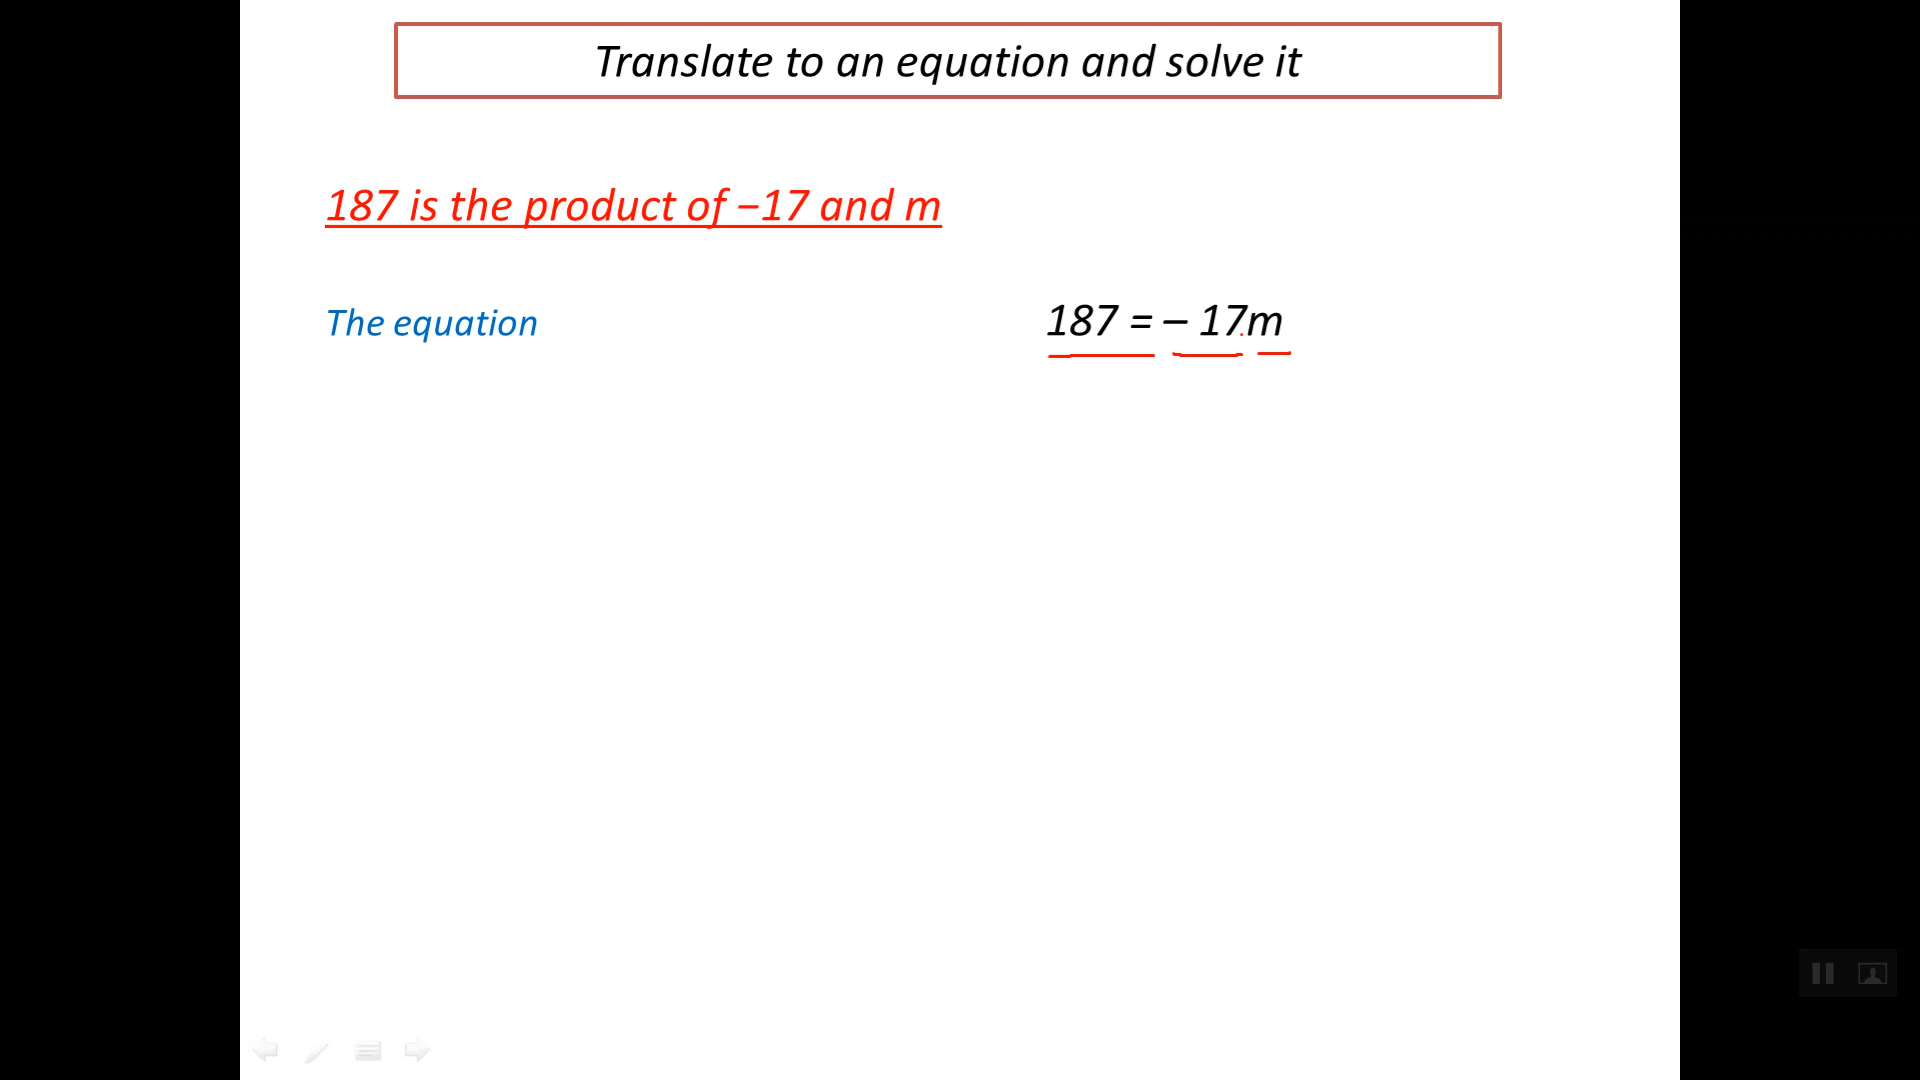 Translate to an equation and solve it
187 is the product of −17 and m
The equation
187 = – 17m